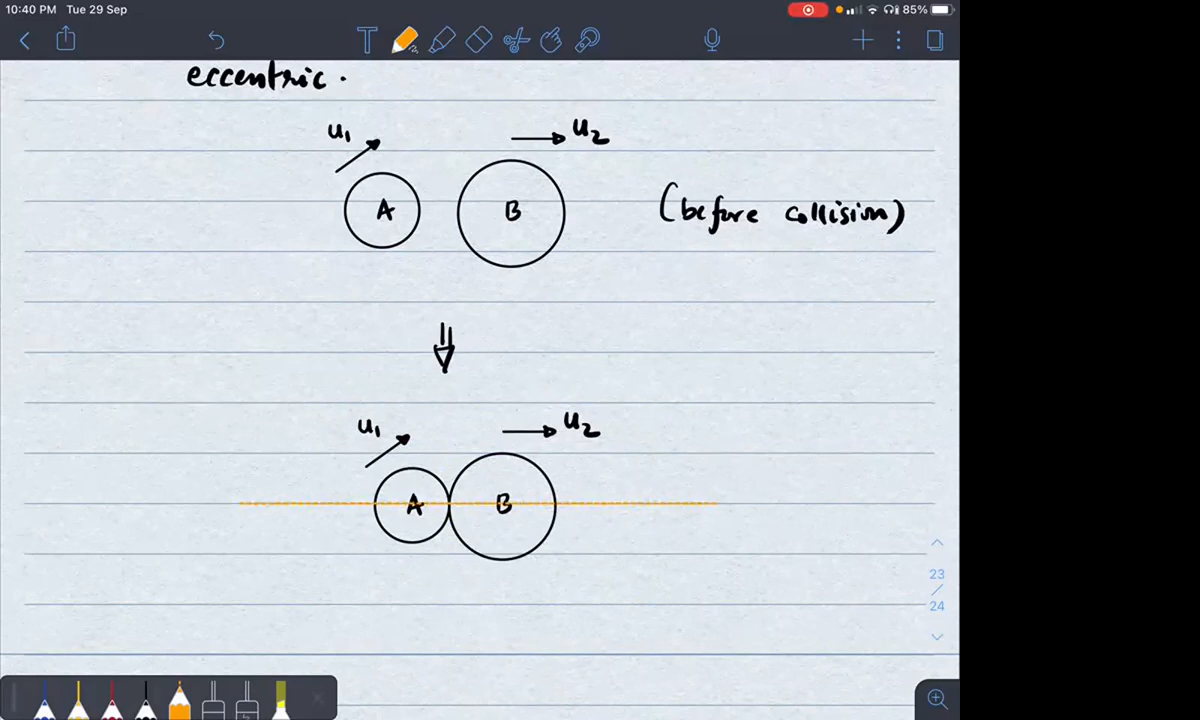 10:40 PM Tue 29 Sep 85%
T
eccentric.
u1 u2
A B (before collision)
u1 u2
A B
23
/
24